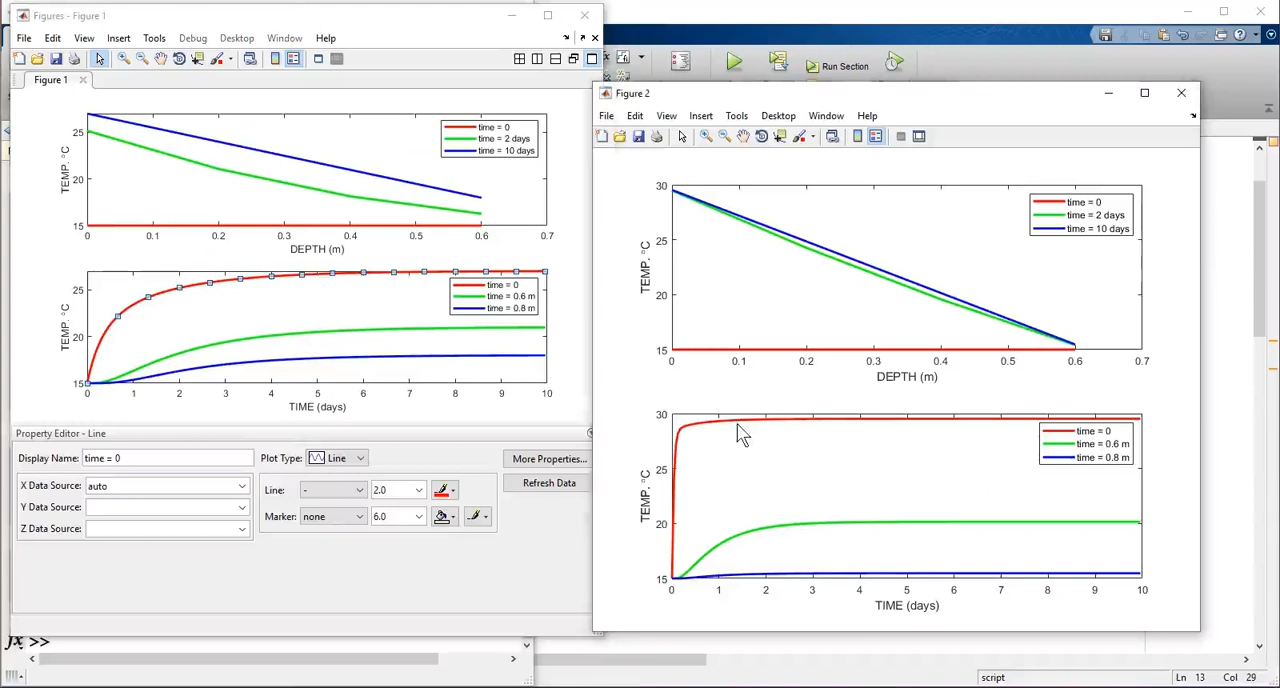 Figures - Figure 1
File Edit View Insert Tools Debug Desktop Window Help
Figure 1
25
20
15
TEMP. °C
time = 0
time = 2 days
time = 10 days
0 0.1 0.2 0.3 0.4 0.5 0.6 0.7
DEPTH (m)
25
20
15
TEMP. °C
time = 0
time = 0.6 m
time = 0.8 m
0 1 2 3 4 5 6 7 8 9 10
TIME (days)
Property Editor - Line
Display Name: time = 0
Plot Type: Line
More Properties...
X Data Source: auto
Line: - 2.0
Refresh Data
Y Data Source:
Marker: none 6.0
Z Data Source:
fx >>
Run Section
Figure 2
File Edit View Insert Tools Desktop Window Help
30
25
20
15
TEMP. °C
time = 0
time = 2 days
time = 10 days
0 0.1 0.2 0.3 0.4 0.5 0.6 0.7
DEPTH (m)
30
25
20
15
TEMP. °C
time = 0
time = 0.6 m
time = 0.8 m
0 1 2 3 4 5 6 7 8 9 10
TIME (days)
script Ln 13 Col 29